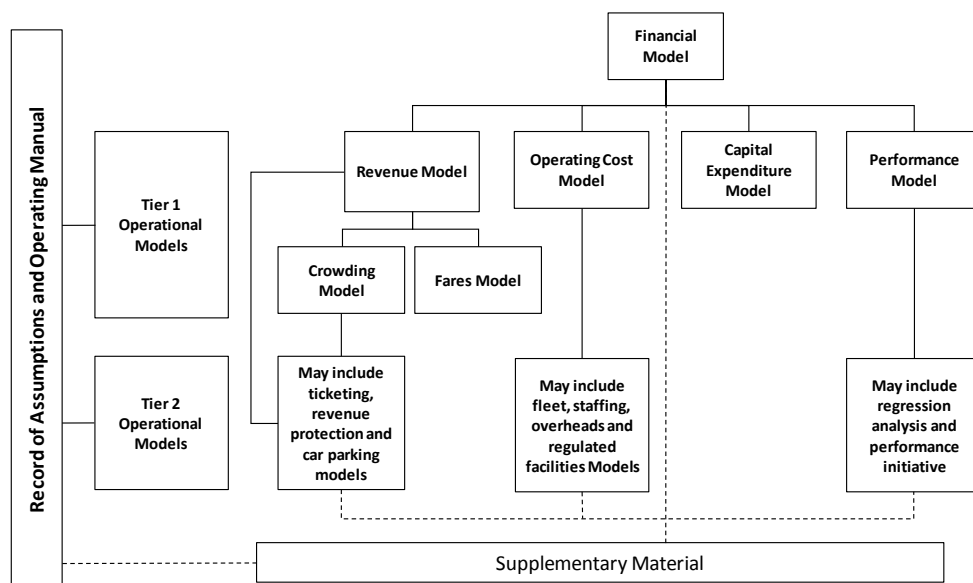 Record of Assumptions and Operating Manual
Financial
Model
Tier 1
Operational
Models
Revenue Model
Operating Cost
Model
Capital
Expenditure
Model
Performance
Model
Crowding
Model
Fares Model
Tier 2
Operational
Models
May include
ticketing,
revenue
protection and
car parking
models
May include
fleet, staffing,
overheads and
regulated
facilities Models
May include
regression
analysis and
performance
initiative
Supplementary Material